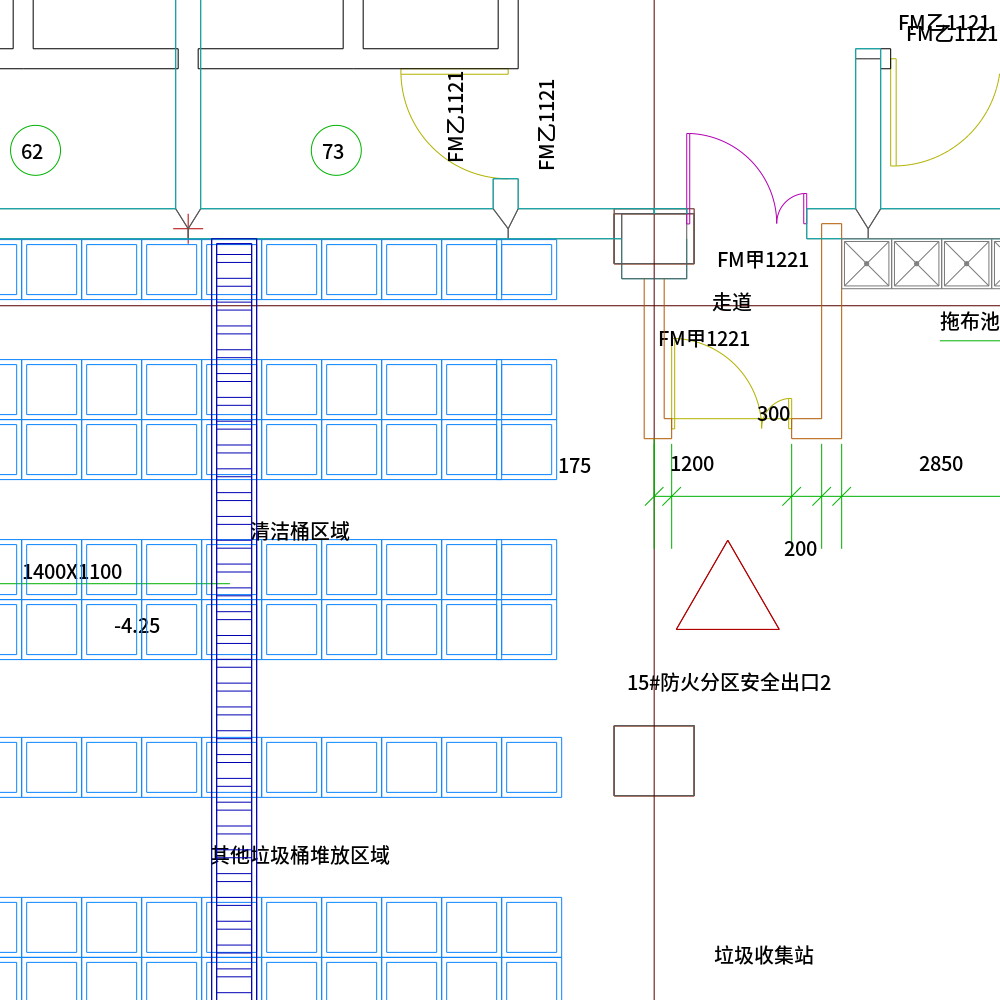 FM乙1121
FM乙1121
FM乙1121
FM乙1121
62
73
FM甲1221
走道
拖布池
FM甲1221
300
175
1200
2850
清洁桶区域
200
1400X1100
-4.25
15#防火分区安全出口2
其他垃圾桶堆放区域
垃圾收集站